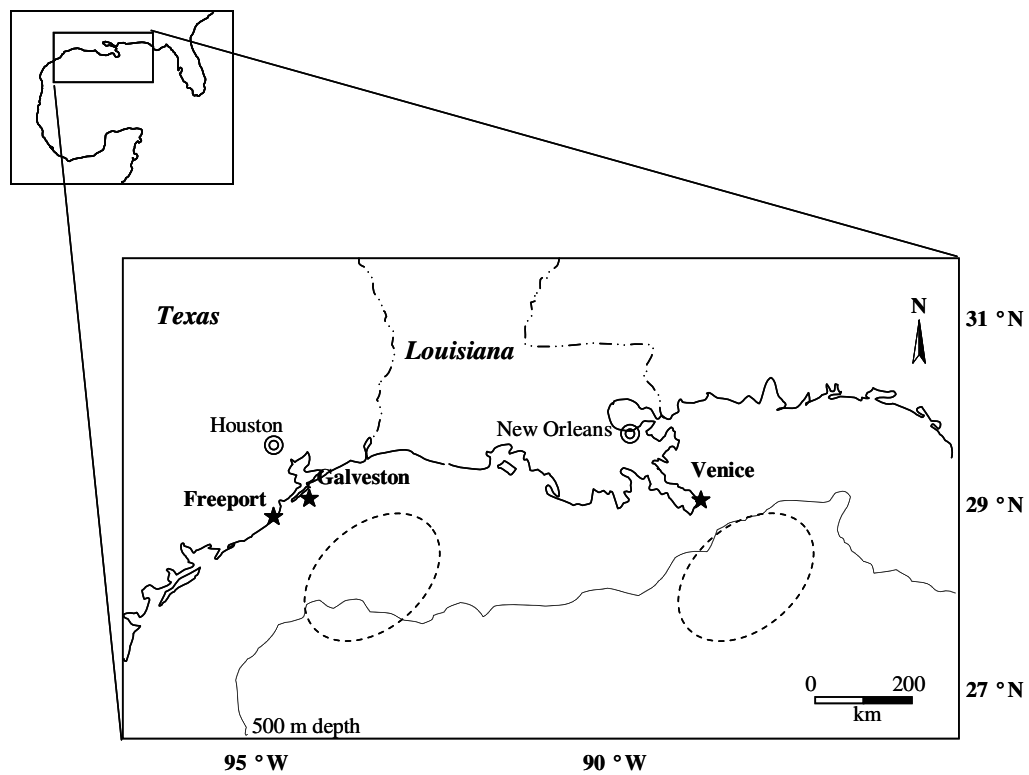 Texas
N
31 °N
Louisiana
Houston
New Orleans
Galveston
Venice
Freeport
29 °N
0 200
27 °N
km
500 m depth
95 °W 90 °W